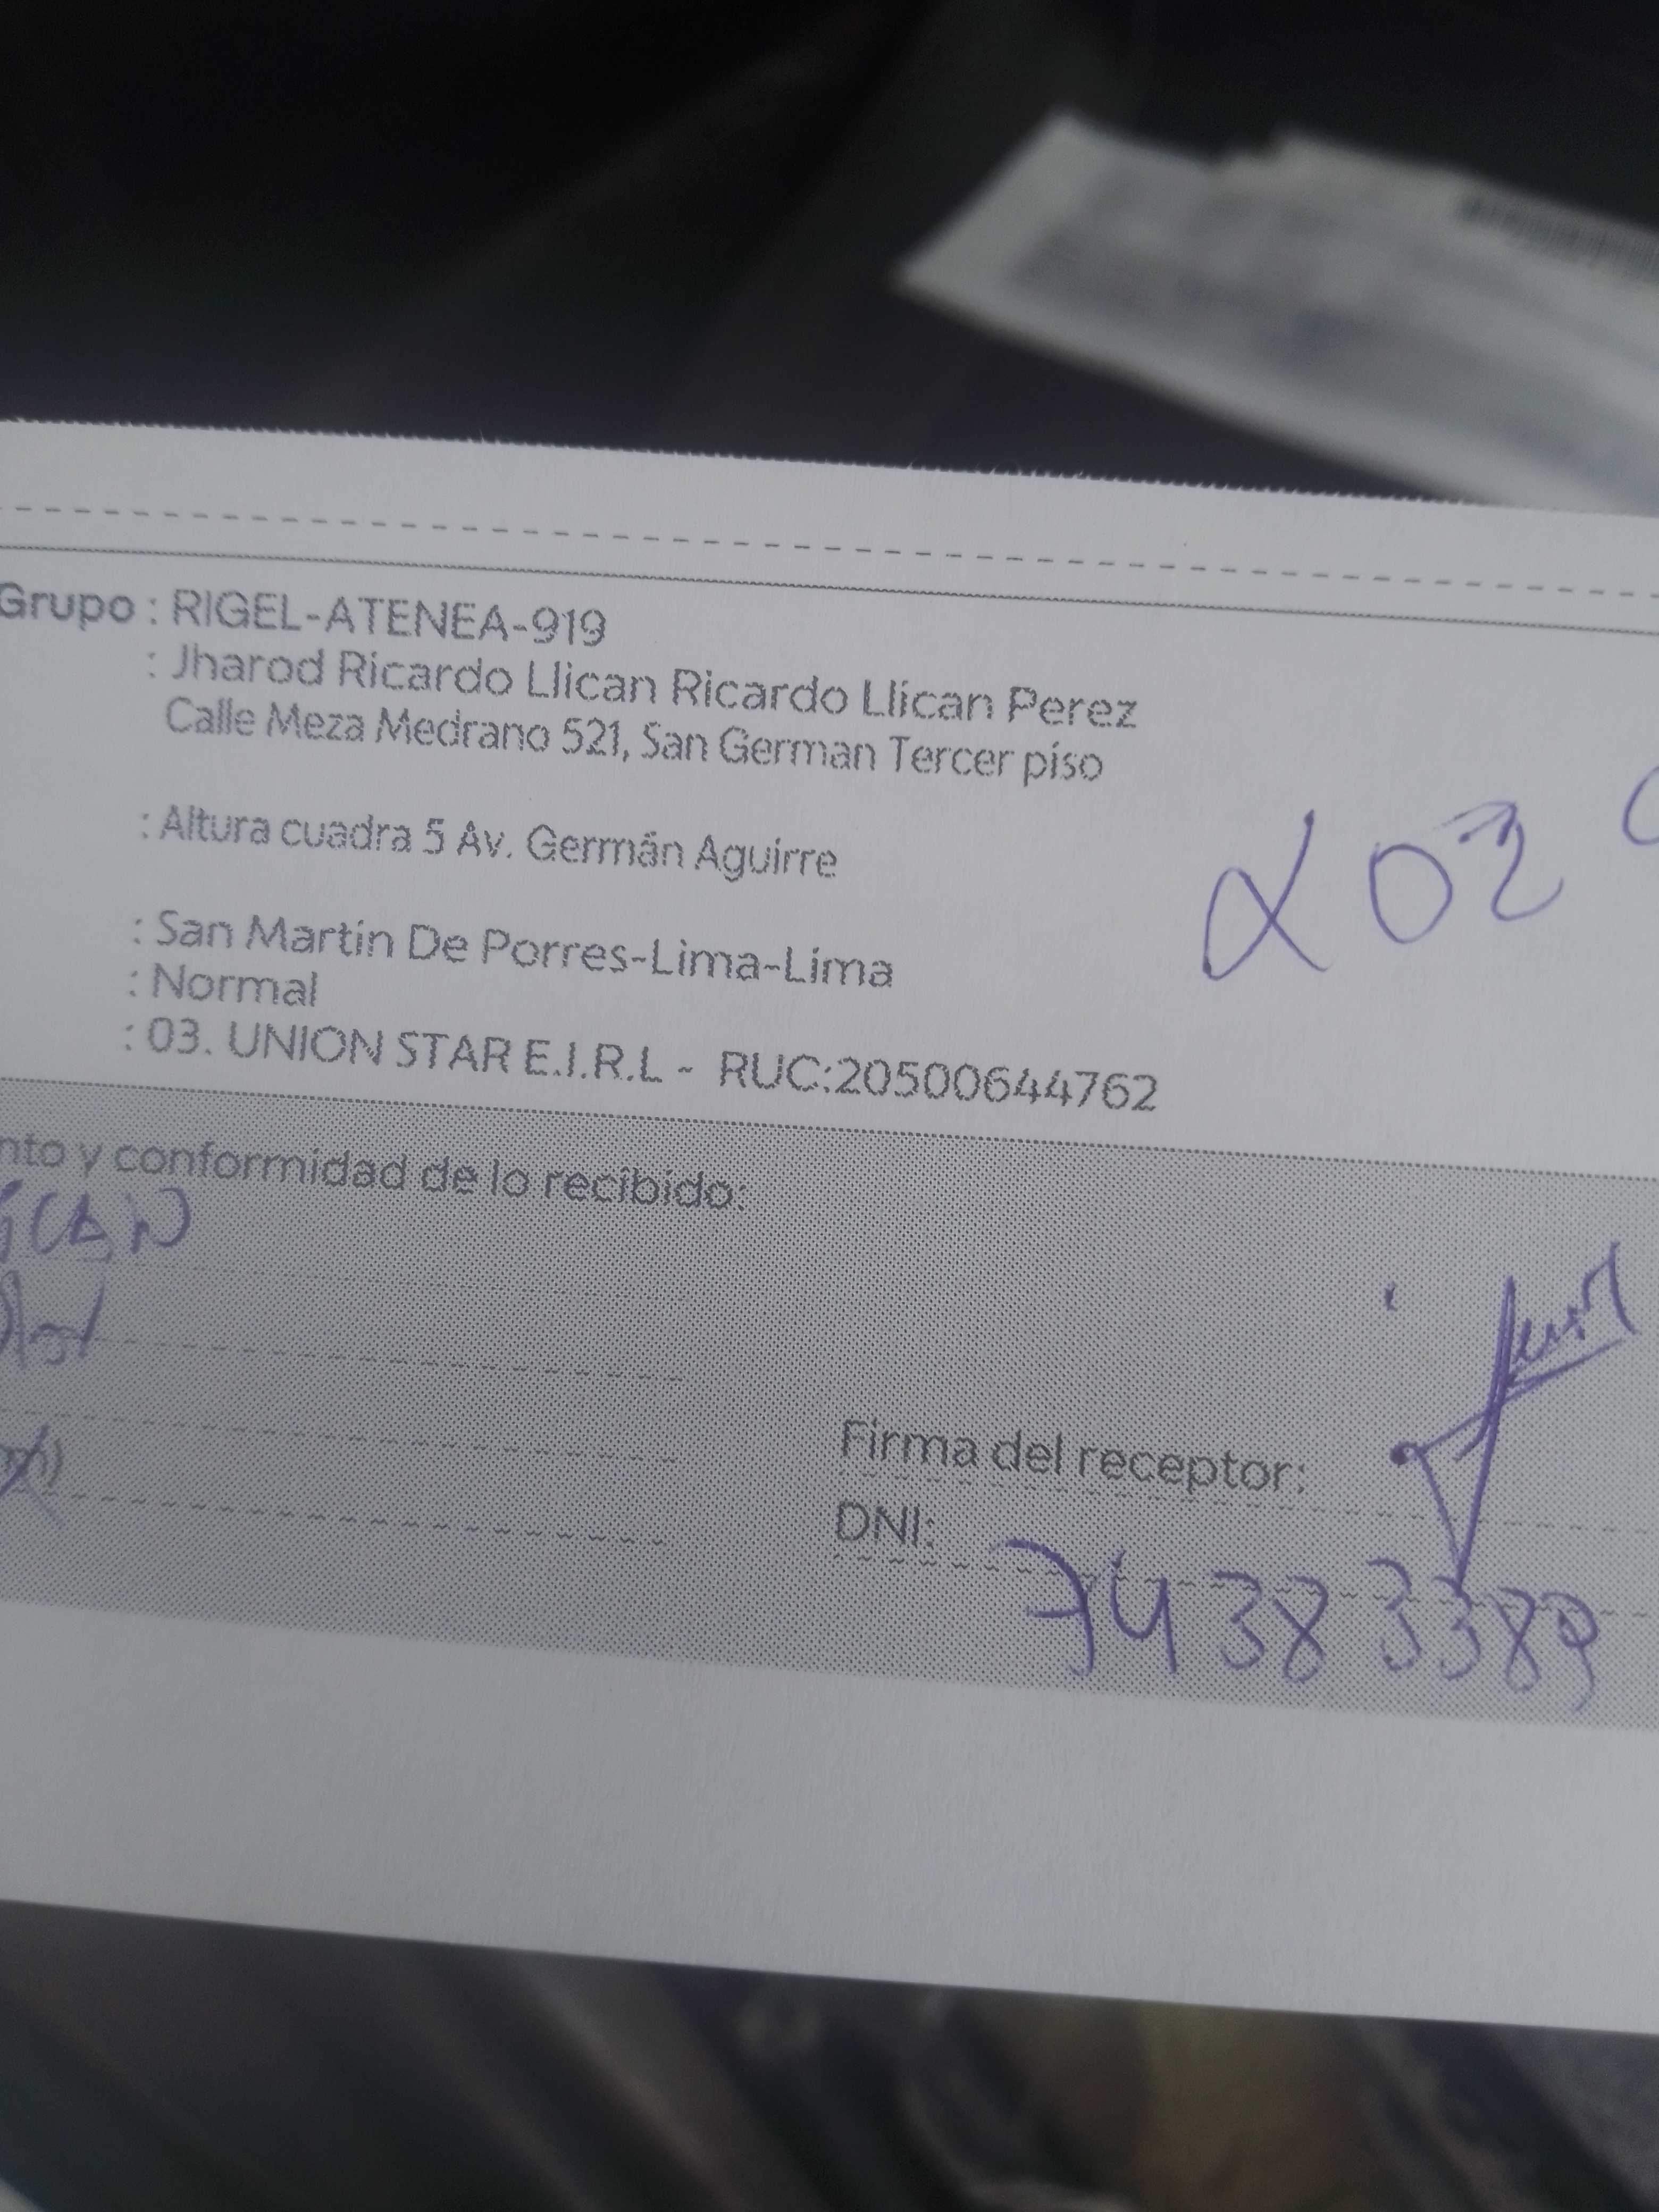 Grupo : RIGEL-ATENEA-919
: Jharod Ricardo Llican Ricardo Llican Perez
Calle Meza Medrano 521, San German Tercer piso
: Altura cuadra 5 Av. Germán Aguirre
: San Martin De Porres-Lima-Lima
: Normal
: 03. UNION STAR E.I.R.L - RUC:20500644762
nto y conformidad de lo recibido:
Firma del receptor:
DNI: 74383389